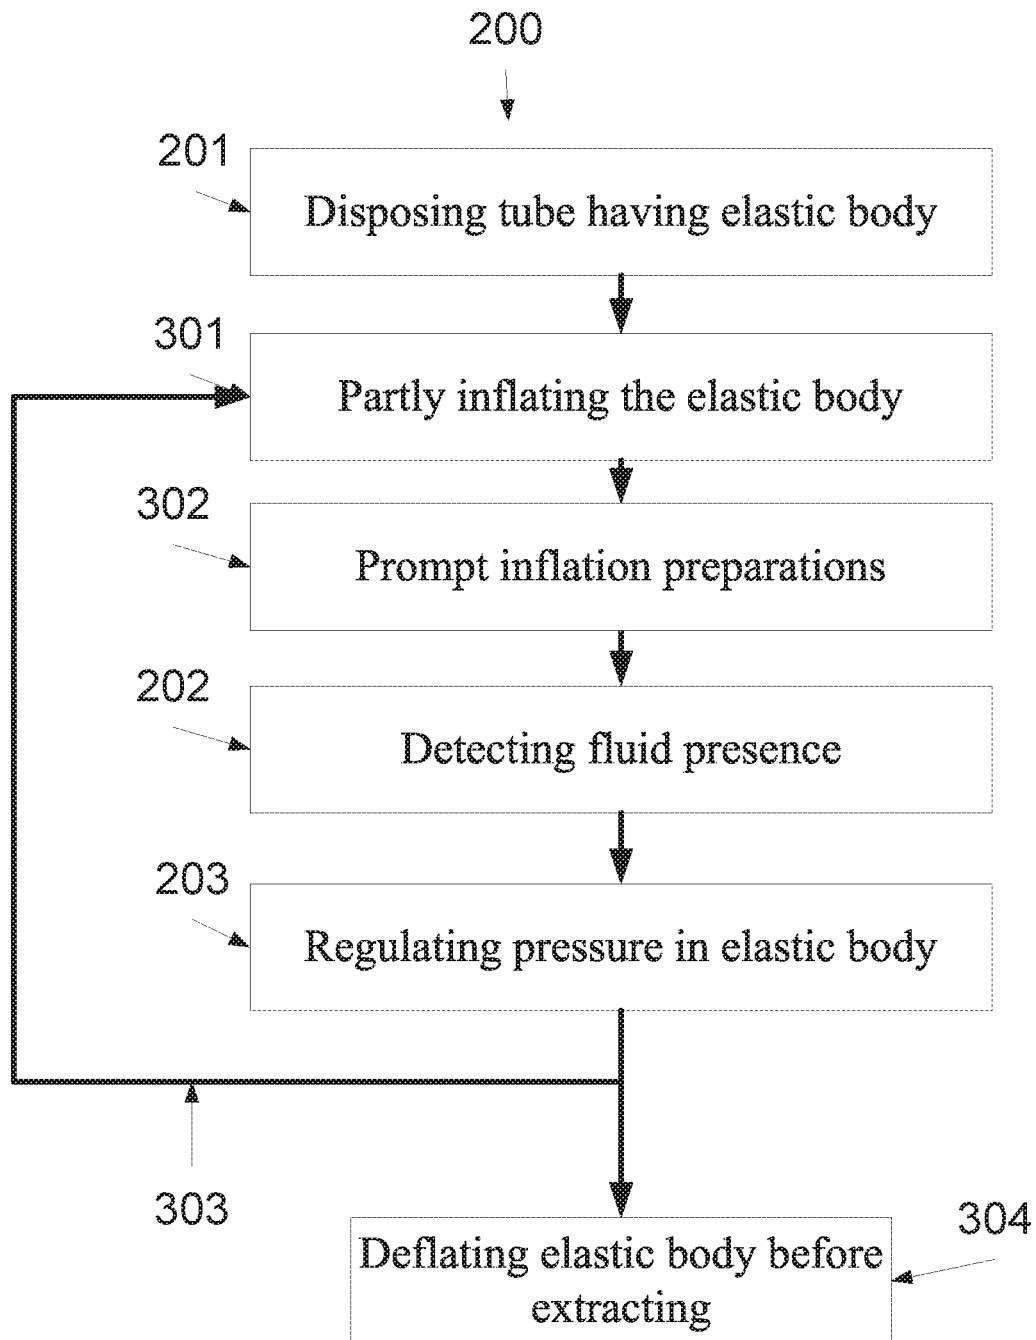 200
201
Disposing tube having elastic body
301
Partly inflating the elastic body
302
Prompt inflation preparations
202
Detecting fluid presence
203
Regulating pressure in elastic body
303
304
Deflating elastic body before
extracting